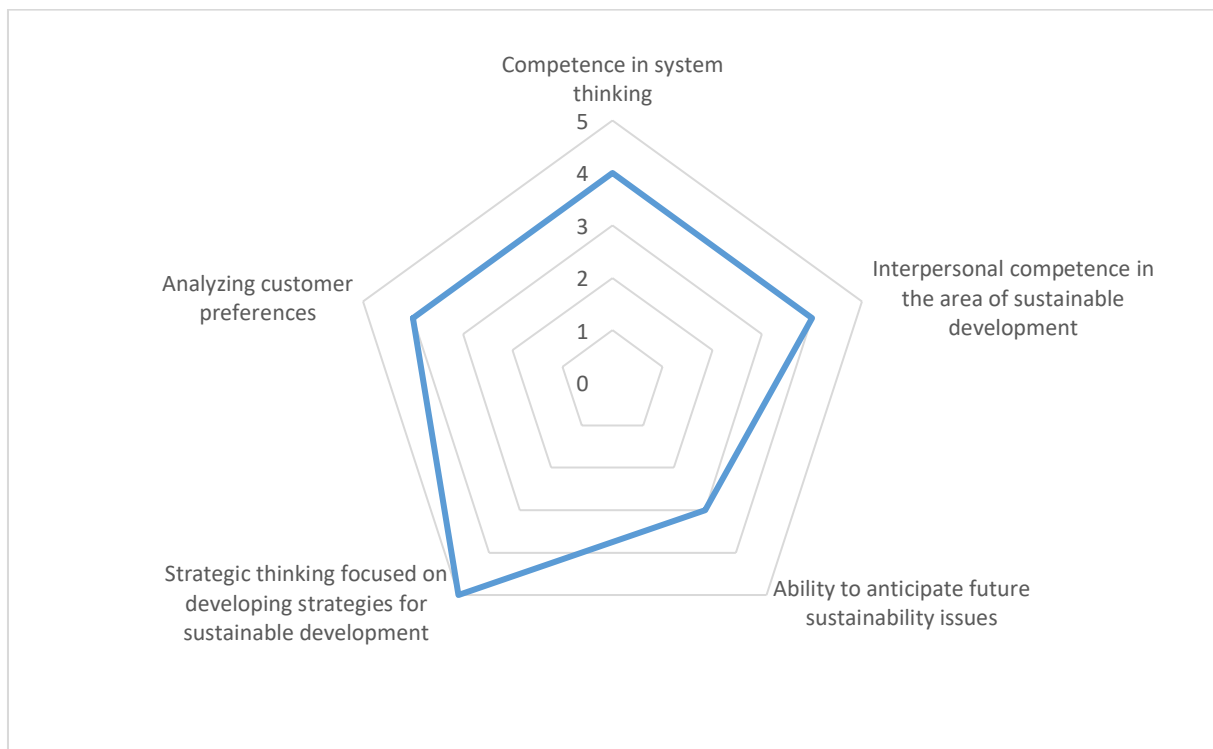 Competence in system
thinking
5
4
3
2
1
0
Interpersonal competence in
the area of sustainable
development
Ability to anticipate future
sustainability issues
Strategic thinking focused on
developing strategies for
sustainable development
Analyzing customer
preferences